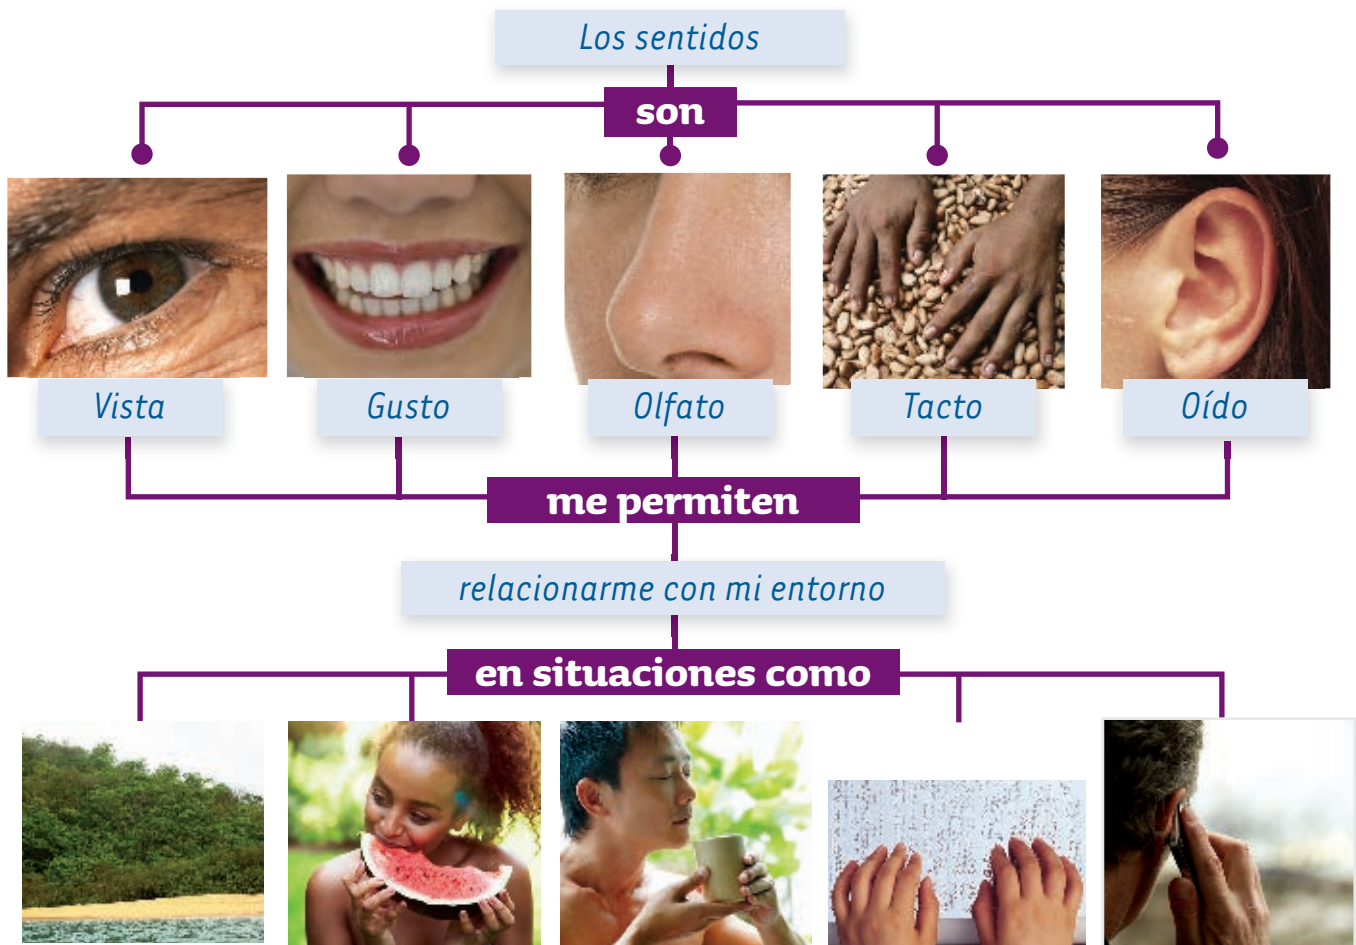 Los sentidos
son
Vista
Gusto
Olfato
Tacto
Oído
me permiten
relacionarme con mi entorno
en situaciones como